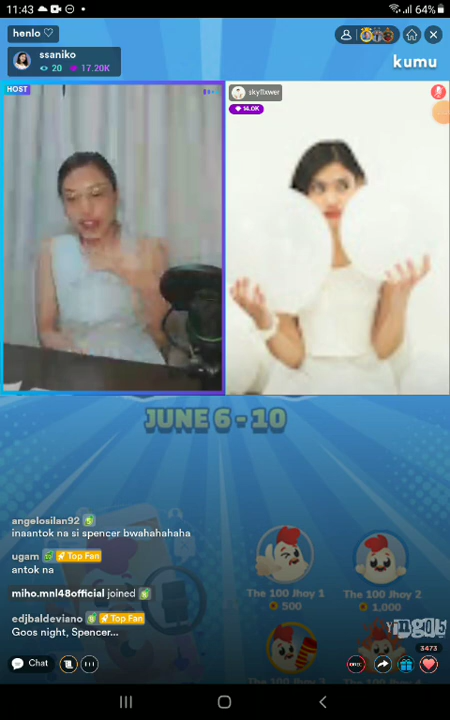 11:43
64%
henlo ♡
ssaniko
20 17.20K
kumu
HOST
skyflxwer
14.0K
JUNE 6 - 10
angelosilan92
inaantok na si spencer bwahahahaha
ugam Top Fan
antok na
miho.mnl48official joined
edjbaldeviano Top Fan
Goos night, Spencer...
The 100 Jhoy 1
500
The 100 Jhoy 2
1,000
3473
Chat